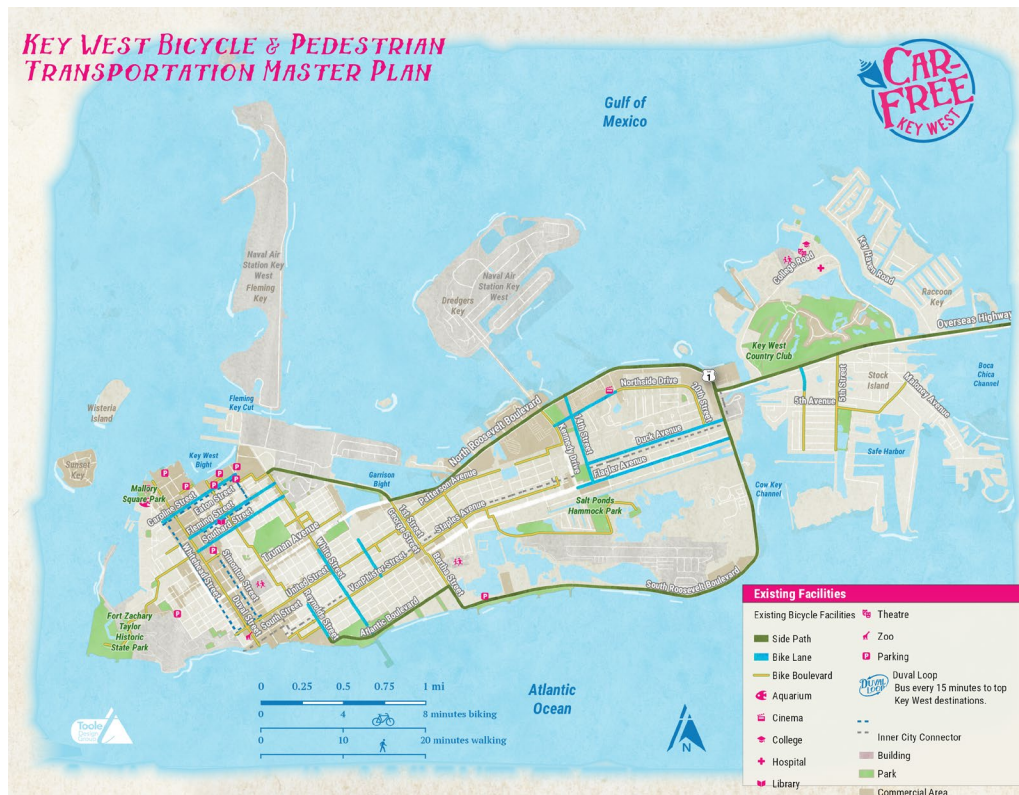 KEY WEST BICYCLE & PEDESTRIAN
TRANSPORTATION MASTER PLAN
CAR-
FREE
KEY WEST
Gulf of
Mexico
Naval Air
Station Key
West
Fleming
Key
Naval Air
Station Key
West
Dredgers
Key
College Road
Key Haven Road
Raccoon
Key
Overseas Highway
Key West
Country Club
Boca
Chica
Channel
Stock
Island
5th Street
5th Avenue
Maloney Avenue
Safe Harbor
Cow Key
Channel
1
Northside Drive
20th Street
North Roosevelt Boulevard
14th Street
Kennedy Drive
Duck Avenue
Flagler Avenue
Salt Ponds
Hammock Park
South Roosevelt Boulevard
Wisteria
Island
Sunset
Key
Fleming
Key Cut
Key West
Bight
Garrison
Bight
Mallory
Square Park
Caroline Street
Eaton Street
Fleming Street
Southard Street
Truman Avenue
Whitehead Street
Simonton Street
Duval Street
United Street
South Street
White Street
Reynolds Street
VonPhister Street
Atlantic Boulevard
Patterson Avenue
1st Street
George Street
Staples Avenue
Bertha Street
Fort Zachary
Taylor
Historic
State Park
P
P
P
P
P
P
P
P
P
P
0 0.25 0.5 0.75 1 mi
0 4 8 minutes biking
0 10 20 minutes walking
Atlantic
Ocean
N
Toole
Design
Group
Existing Facilities
Existing Bicycle Facilities
Side Path
Bike Lane
Bike Boulevard
Aquarium
Cinema
College
Hospital
Library
Theatre
Zoo
P Parking
DUVAL
LOOP
Duval Loop
Bus every 15 minutes to top
Key West destinations.
Inner City Connector
Building
Park
Commercial Area